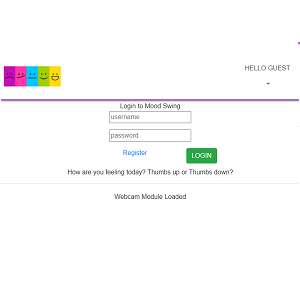 HELLO GUEST
Login to Mood Swing
username
password
Register
LOGIN
How are you feeling today? Thumbs up or Thumbs down?
Webcam Module Loaded